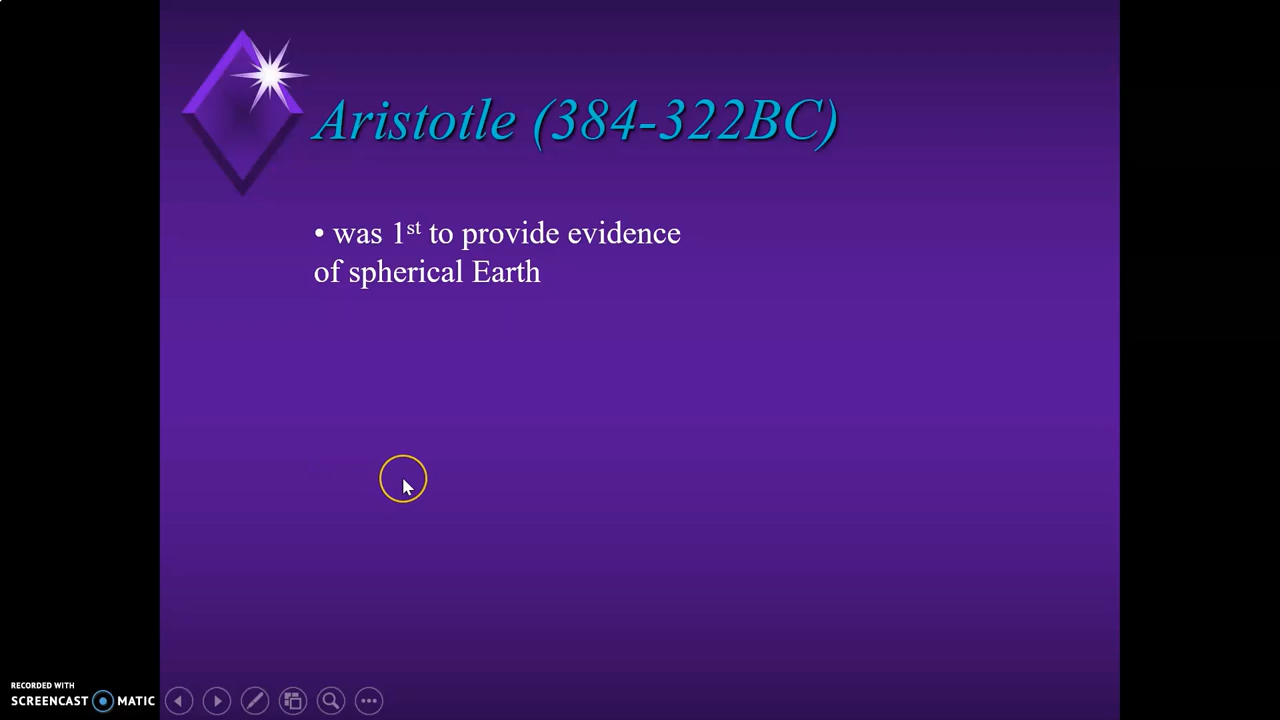 Aristotle (384-322BC)
• was 1st to provide evidence
of spherical Earth
RECORDED WITH
SCREENCAST MATIC